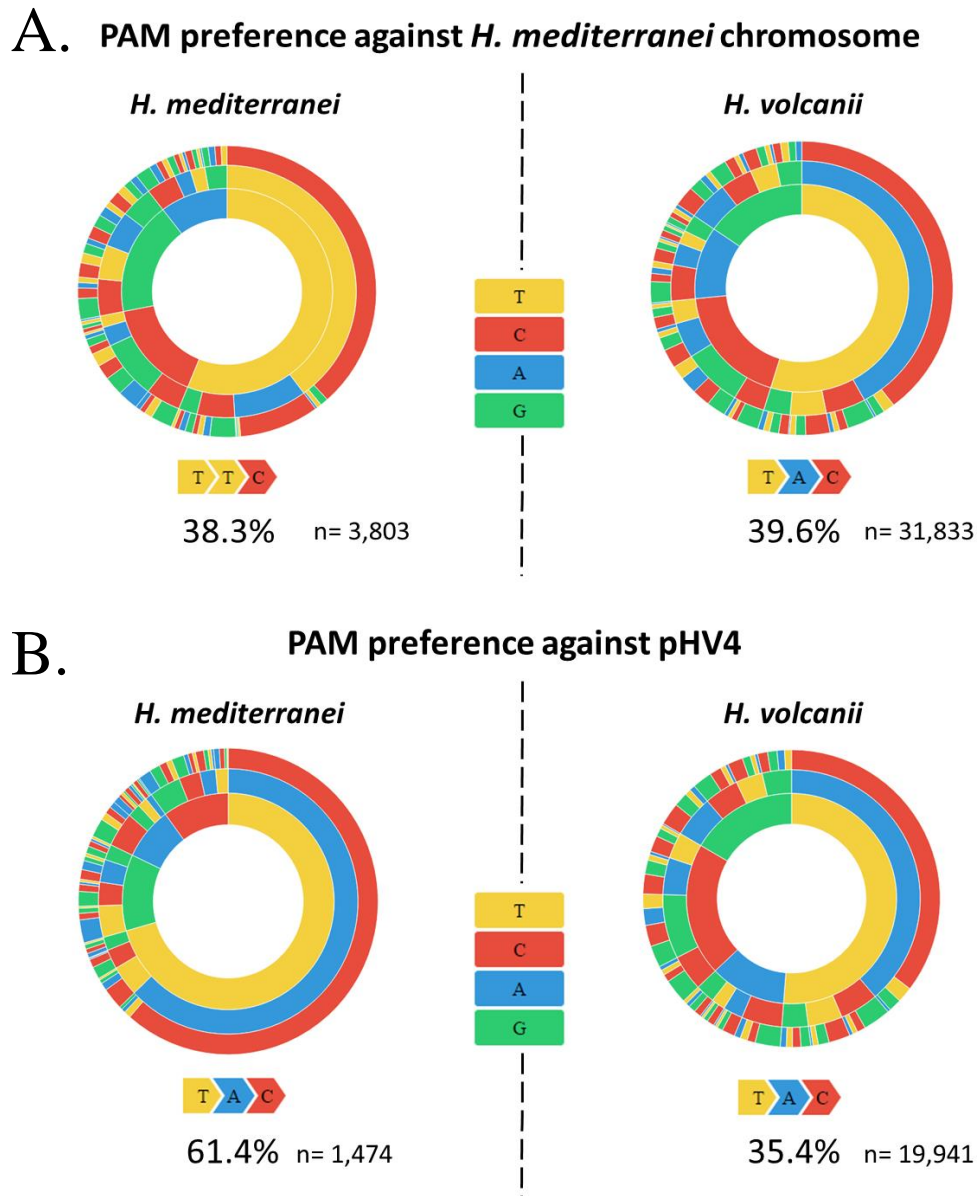 A. PAM preference against H. mediterranei chromosome
H. mediterranei
H. volcanii
T
C
A
G
T T C
38.3% n= 3,803
T A C
39.6% n= 31,833
B. PAM preference against pHV4
H. mediterranei
H. volcanii
T
C
A
G
T A C
61.4% n= 1,474
T A C
35.4% n= 19,941